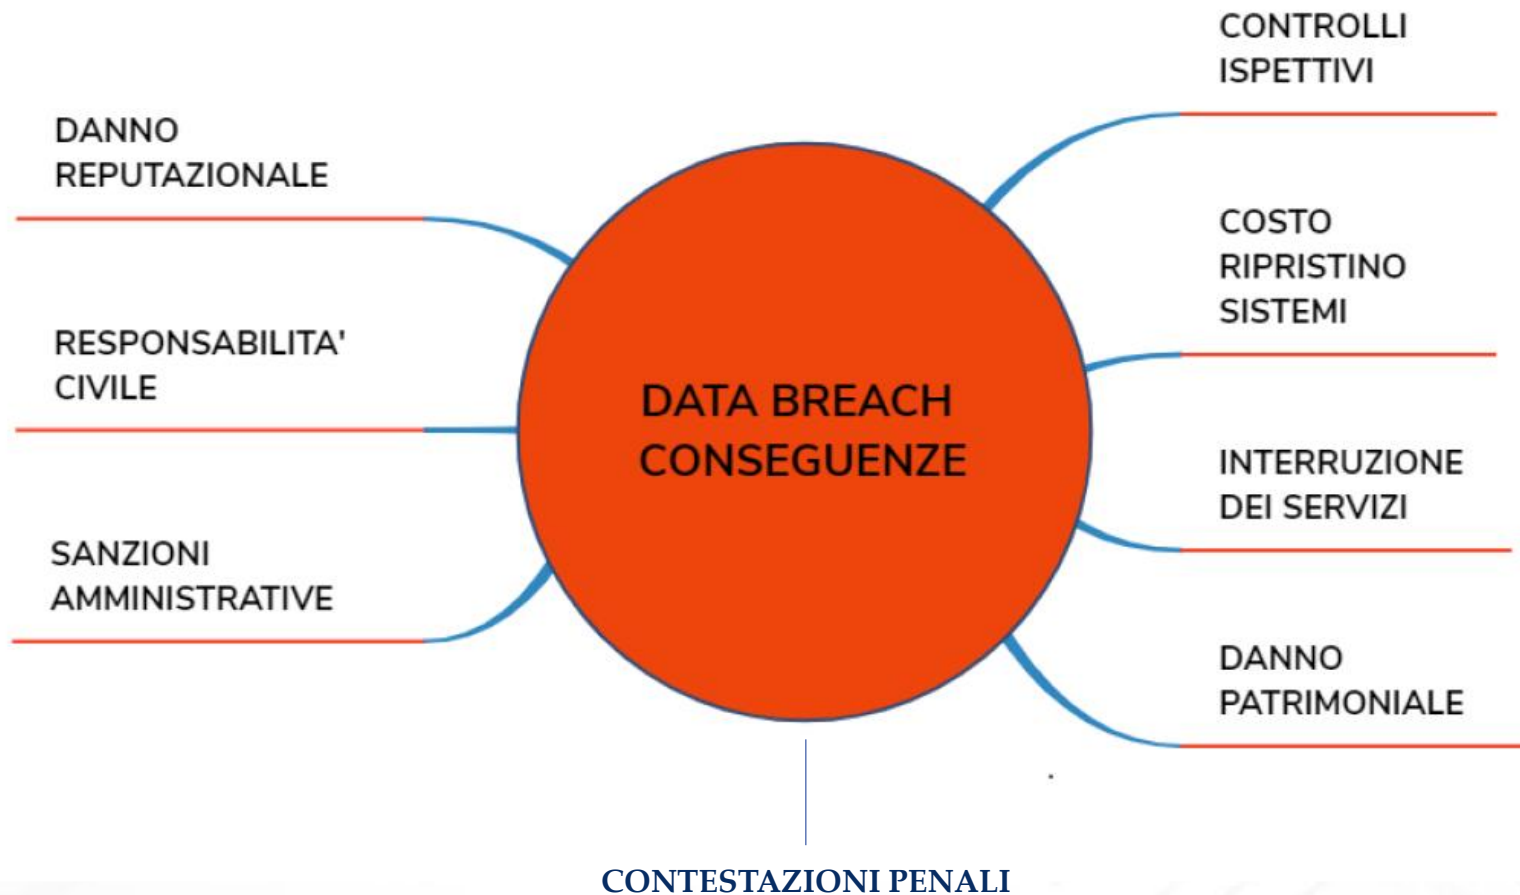 DANNO
REPUTAZIONALE
RESPONSABILITA'
CIVILE
SANZIONI
AMMINISTRATIVE
DATA BREACH
CONSEGUENZE
CONTROLLI
ISPETTIVI
COSTO
RIPRISTINO
SISTEMI
INTERRUZIONE
DEI SERVIZI
DANNO
PATRIMONIALE
CONTESTAZIONI PENALI